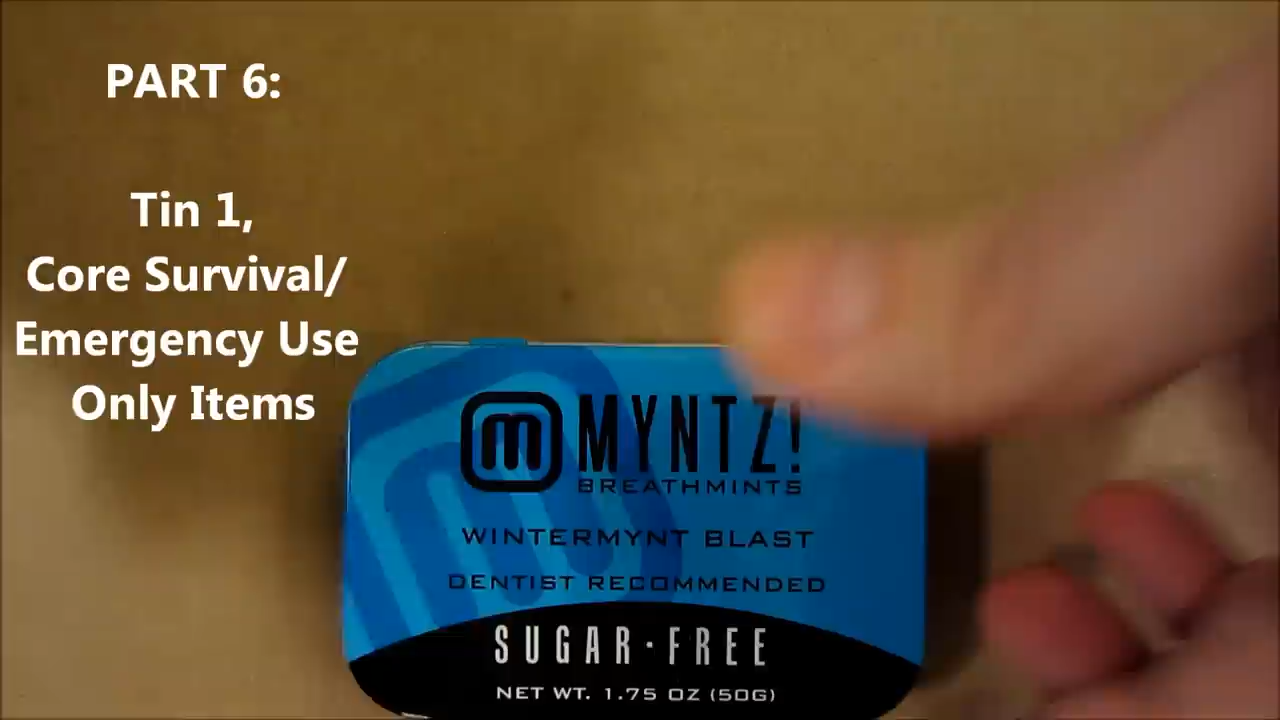 PART 6:
Tin 1,
Core Survival/
Emergency Use
Only Items
m MYNTZ!
BREATHMINTS
WINTERMYNT BLAST
DENTIST RECOMMENDED
SUGAR·FREE
NET WT. 1.75 OZ (50G)